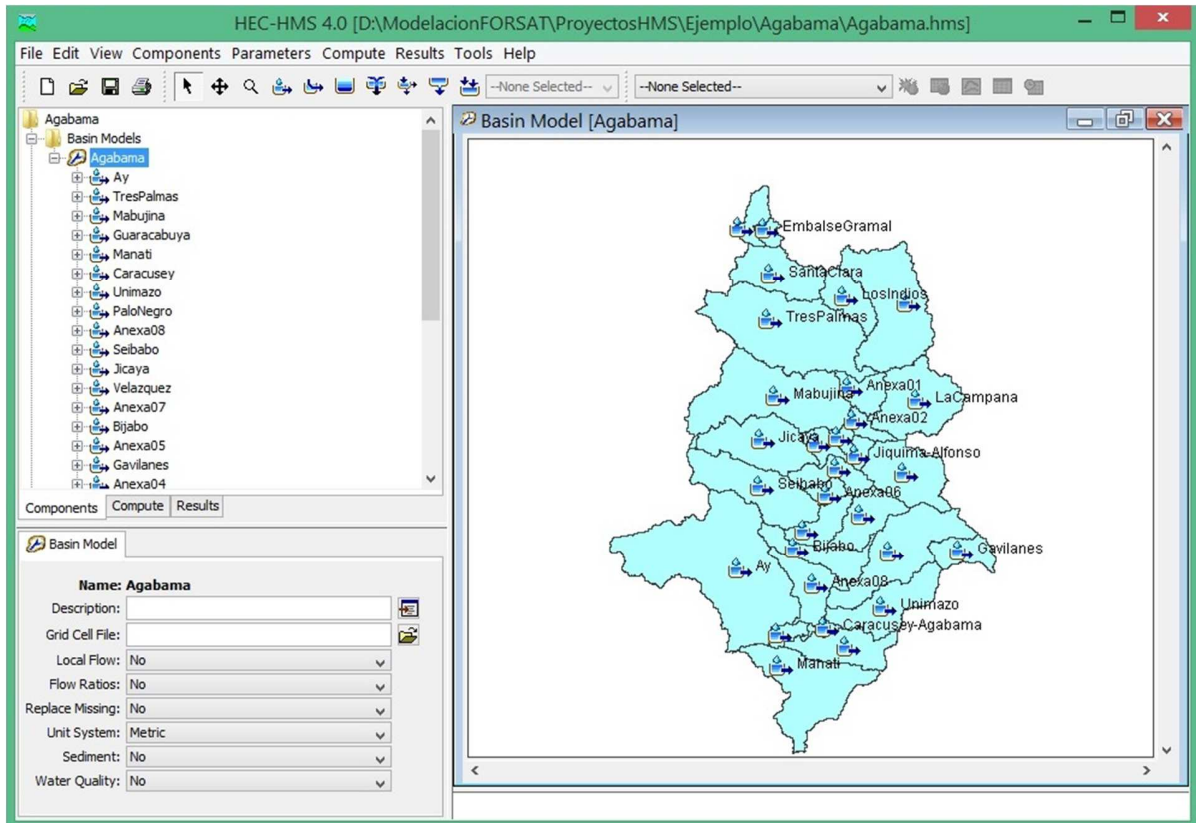 HEC-HMS 4.0 [D:\ModelacionFORSAT\ProyectosHMS\Ejemplo\Agabama\Agabama.hms]
File Edit View Components Parameters Compute Results Tools Help
--None Selected-- --None Selected--
Agabama
Basin Models
Agabama
Ay
TresPalmas
Mabujina
Guaracabuya
Manati
Caracusey
Unimazo
PaloNegro
Anexa08
Seibabo
Jicaya
Velazquez
Anexa07
Bijabo
Anexa05
Gavilanes
Anexa04
Components Compute Results
Basin Model
Name: Agabama
Description:
Grid Cell File:
Local Flow: No
Flow Ratios: No
Replace Missing: No
Unit System: Metric
Sediment: No
Water Quality: No
Basin Model [Agabama]
EmbalseGramal
SantaClara
LosIndios
TresPalmas
Anexa01
Mabujina
LaCampana
Anexa02
Jicaya
Jiquima-Alfonso
Seibabo
Anexa06
Bijabo
Gavilanes
Ay
Anexa08
Unimazo
Caracusey-Agabama
Manati